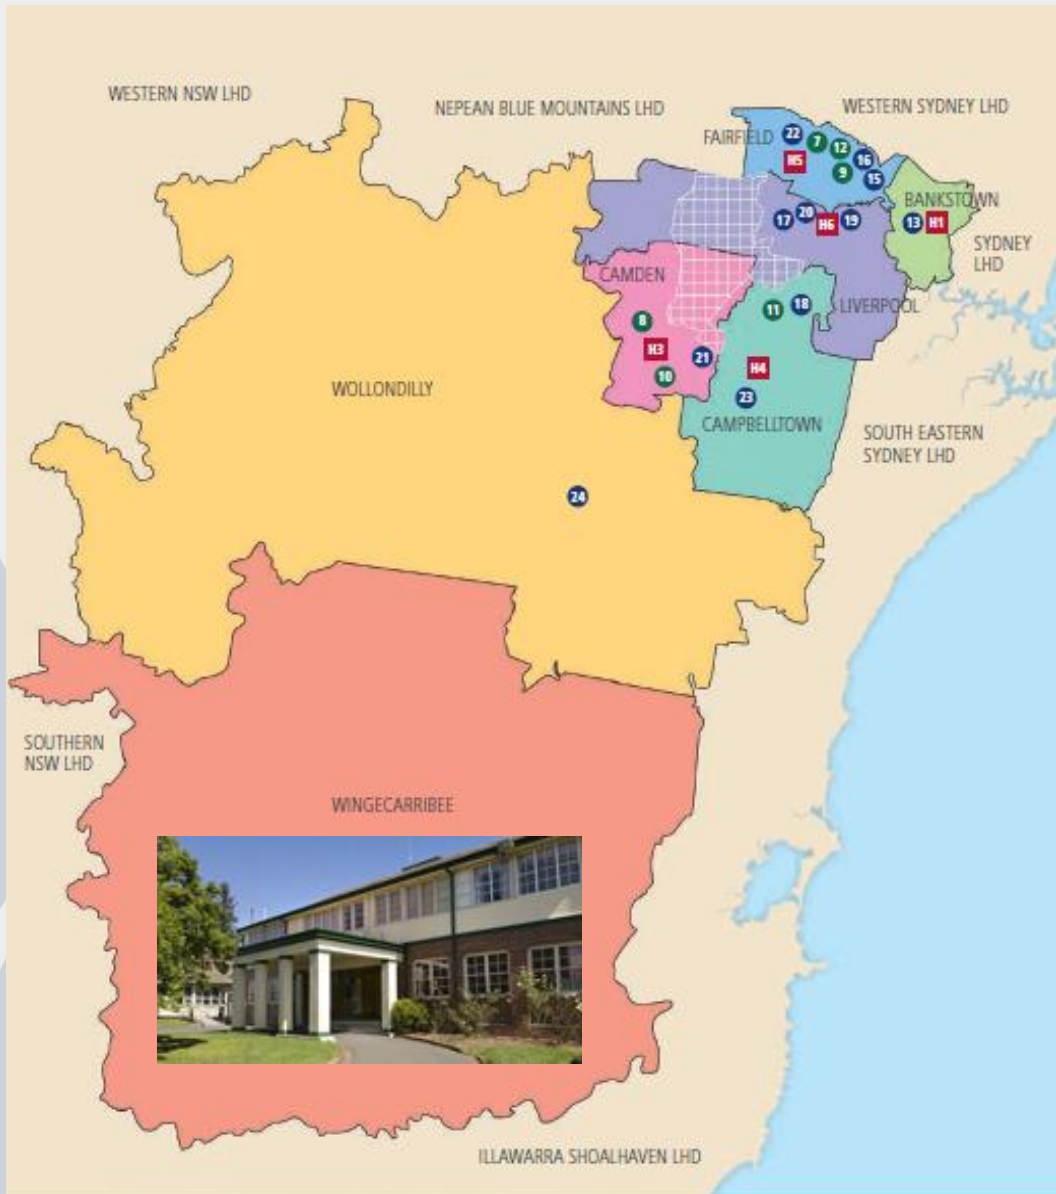 WESTERN NSW LHD
NEPEAN BLUE MOUNTAINS LHD
WESTERN SYDNEY LHD
FAIRFIELD
22
7
12
16
H5
9
15
BANKSTOWN
13
H1
17
20
H6
19
SYDNEY
LHD
CAMDEN
LIVERPOOL
8
11
18
H3
21
10
H4
23
WOLLONDILLY
CAMPBELLTOWN
SOUTH EASTERN
SYDNEY LHD
24
SOUTHERN
NSW LHD
WINGECARRIBEE
ILLAWARRA SHOALHAVEN LHD